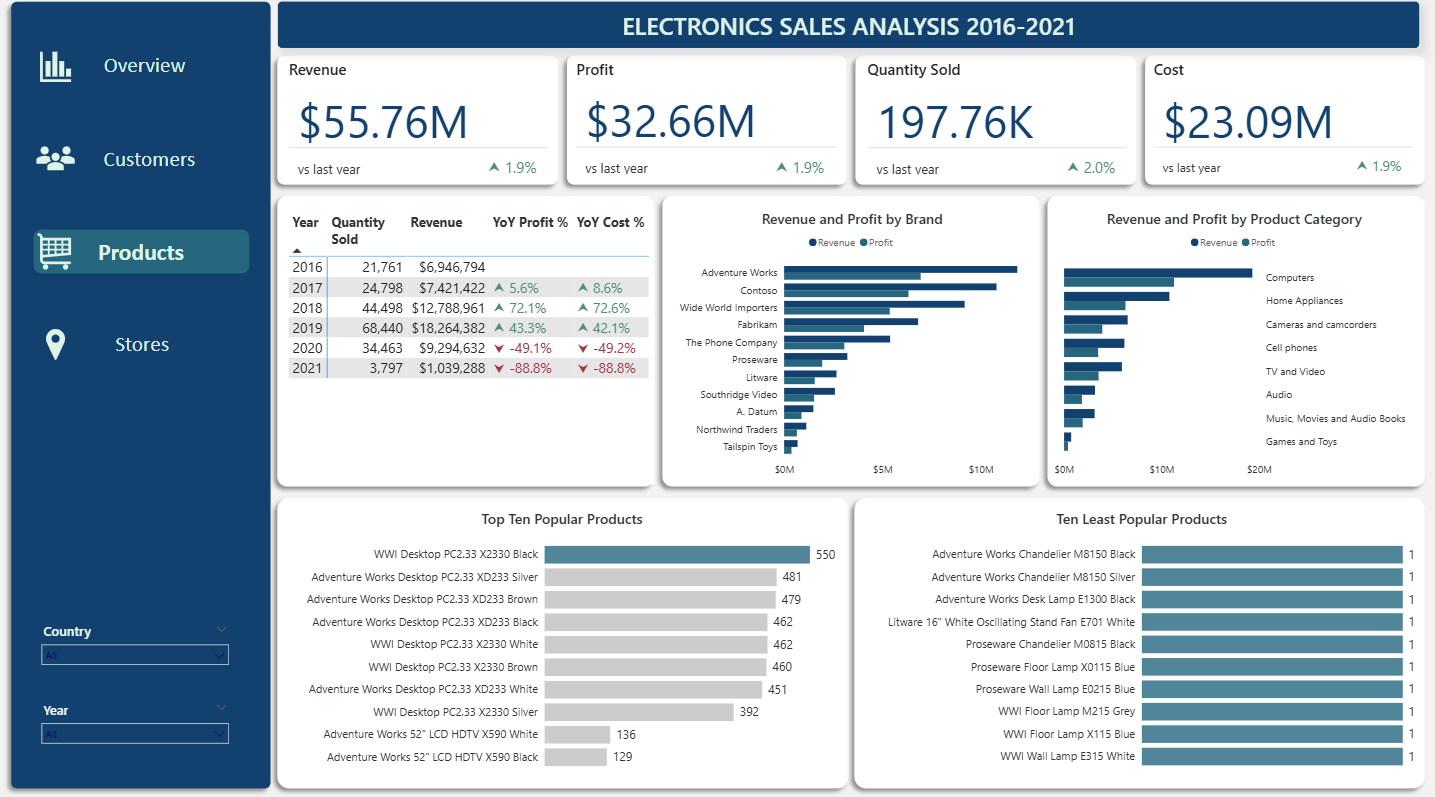 ELECTRONICS SALES ANALYSIS 2016-2021
Overview
Customers
Products
Stores
Country
All
Year
All
Revenue
$55.76M
vs last year 1.9%
Profit
$32.66M
vs last year 1.9%
Quantity Sold
197.76K
vs last year 2.0%
Cost
$23.09M
vs last year 1.9%
Year Quantity Sold Revenue YoY Profit % YoY Cost %
2016 21,761 $6,946,794
2017 24,798 $7,421,422 5.6% 8.6%
2018 44,498 $12,788,961 72.1% 72.6%
2019 68,440 $18,264,382 43.3% 42.1%
2020 34,463 $9,294,632 -49.1% -49.2%
2021 3,797 $1,039,288 -88.8% -88.8%
Revenue and Profit by Brand
Revenue Profit
Adventure Works
Contoso
Wide World Importers
Fabrikam
The Phone Company
Proseware
Litware
Southridge Video
A. Datum
Northwind Traders
Tailspin Toys
$0M $5M $10M
Revenue and Profit by Product Category
Revenue Profit
Computers
Home Appliances
Cameras and camcorders
Cell phones
TV and Video
Audio
Music, Movies and Audio Books
Games and Toys
$0M $10M $20M
Top Ten Popular Products
WWI Desktop PC2.33 X2330 Black 550
Adventure Works Desktop PC2.33 XD233 Silver 481
Adventure Works Desktop PC2.33 XD233 Brown 479
Adventure Works Desktop PC2.33 XD233 Black 462
WWI Desktop PC2.33 X2330 White 462
WWI Desktop PC2.33 X2330 Brown 460
Adventure Works Desktop PC2.33 XD233 White 451
WWI Desktop PC2.33 X2330 Silver 392
Adventure Works 52" LCD HDTV X590 White 136
Adventure Works 52" LCD HDTV X590 Black 129
Ten Least Popular Products
Adventure Works Chandelier M8150 Black 1
Adventure Works Chandelier M8150 Silver 1
Adventure Works Desk Lamp E1300 Black 1
Litware 16" White Oscillating Stand Fan E701 White 1
Proseware Chandelier M0815 Black 1
Proseware Floor Lamp X0115 Blue 1
Proseware Wall Lamp E0215 Blue 1
WWI Floor Lamp M215 Grey 1
WWI Floor Lamp X115 Blue 1
WWI Wall Lamp E315 White 1